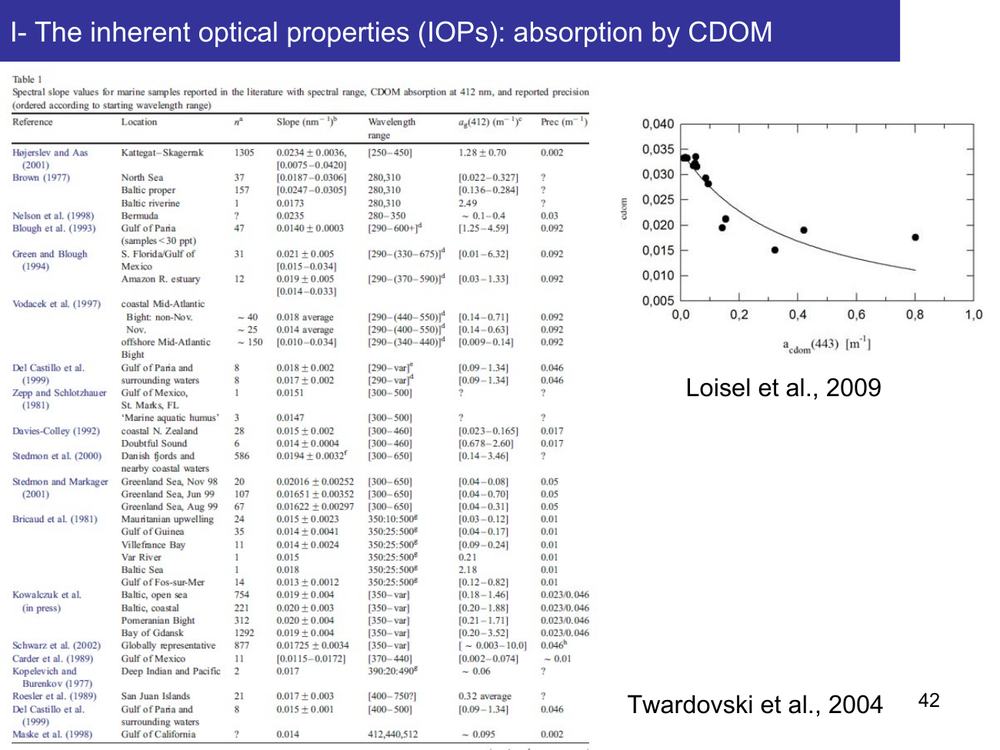 I- The inherent optical properties (IOPs): absorption by CDOM
Table 1
Spectral slope values for marine samples reported in the literature with spectral range, CDOM absorption at 412 nm, and reported precision
(ordered according to starting wavelength range)
Reference Location nᵃ Slope (nm⁻¹)ᵇ Wavelength range a_g(412) (m⁻¹)ᶜ Prec (m⁻¹)
Højerslev and Aas Kattegat–Skagerrak 1305 0.0234 ± 0.0036, [250–450] 1.28 ± 0.70 0.002
(2001) [0.0075–0.0420]
Brown (1977) North Sea 37 [0.0187–0.0306] 280,310 [0.022–0.327] ?
Baltic proper 157 [0.0247–0.0305] 280,310 [0.136–0.284] ?
Baltic riverine 1 0.0173 280,310 2.49 ?
Nelson et al. (1998) Bermuda ? 0.0235 280–350 ~ 0.1–0.4 0.03
Blough et al. (1993) Gulf of Paria 47 0.0140 ± 0.0003 [290–600+]ᵈ [1.25–4.59] 0.092
(samples < 30 ppt)
Green and Blough S. Florida/Gulf of 31 0.021 ± 0.005 [290–(330–675)]ᵈ [0.01–6.32] 0.092
(1994) Mexico [0.015–0.034]
Amazon R. estuary 12 0.019 ± 0.005 [290–(370–590)]ᵈ [0.03–1.33] 0.092
[0.014–0.033]
Vodacek et al. (1997) coastal Mid-Atlantic
Bight: non-Nov. ~ 40 0.018 average [290–(440–550)]ᵈ [0.14–0.71] 0.092
Nov. ~ 25 0.014 average [290–(400–550)]ᵈ [0.14–0.63] 0.092
offshore Mid-Atlantic ~ 150 [0.010–0.034] [290–(340–440)]ᵈ [0.009–0.14] 0.092
Bight
Del Castillo et al. Gulf of Paria and 8 0.018 ± 0.002 [290–var]ᵉ [0.09–1.34] 0.046
(1999) surrounding waters 8 0.017 ± 0.002 [290–var]ᵈ [0.09–1.34] 0.046
Zepp and Schlotzhauer Gulf of Mexico, 1 0.0151 [300–500] ? ?
(1981) St. Marks, FL
'Marine aquatic humus' 3 0.0147 [300–500] ? ?
Davies-Colley (1992) coastal N. Zealand 28 0.015 ± 0.002 [300–460] [0.023–0.165] 0.017
Doubtful Sound 6 0.014 ± 0.0004 [300–460] [0.678–2.60] 0.017
Stedmon et al. (2000) Danish fjords and 586 0.0194 ± 0.0032ᶠ [300–650] [0.14–3.46] ?
nearby coastal waters
Stedmon and Markager Greenland Sea, Nov 98 20 0.02016 ± 0.00252 [300–650] [0.04–0.08] 0.05
(2001) Greenland Sea, Jun 99 107 0.01651 ± 0.00352 [300–650] [0.04–0.70] 0.05
Greenland Sea, Aug 99 67 0.01622 ± 0.00297 [300–650] [0.04–0.31] 0.05
Bricaud et al. (1981) Mauritanian upwelling 24 0.015 ± 0.0023 350:10:500ᵍ [0.03–0.12] 0.01
Gulf of Guinea 35 0.014 ± 0.0041 350:25:500ᵍ [0.04–0.17] 0.01
Villefrance Bay 11 0.014 ± 0.0024 350:25:500ᵍ [0.09–0.24] 0.01
Var River 1 0.015 350:25:500ᵍ 0.21 0.01
Baltic Sea 1 0.018 350:25:500ᵍ 2.18 0.01
Gulf of Fos-sur-Mer 14 0.013 ± 0.0012 350:25:500ᵍ [0.12–0.82] 0.01
Kowalczuk et al. Baltic, open sea 754 0.019 ± 0.004 [350–var] [0.18–1.46] 0.023/0.046
(in press) Baltic, coastal 221 0.020 ± 0.003 [350–var] [0.20–1.88] 0.023/0.046
Pomeranian Bight 312 0.020 ± 0.004 [350–var] [0.21–1.71] 0.023/0.046
Bay of Gdansk 1292 0.019 ± 0.004 [350–var] [0.20–3.52] 0.023/0.046
Schwarz et al. (2002) Globally representative 877 0.01725 ± 0.0034 [350–var] [ ~ 0.003–10.0] 0.046ʰ
Carder et al. (1989) Gulf of Mexico 11 [0.0115–0.0172] [370–440] [0.002–0.074] ~ 0.01
Kopelevich and Deep Indian and Pacific 2 0.017 390:20:490ᵍ ~ 0.06 ?
Burenkov (1977)
Roesler et al. (1989) San Juan Islands 21 0.017 ± 0.003 [400–750?] 0.32 average ?
Del Castillo et al. Gulf of Paria and 8 0.015 ± 0.001 [400–500] [0.09–1.34] 0.046
(1999) surrounding waters
Maske et al. (1998) Gulf of California ? 0.014 412,440,512 ~ 0.095 0.002
0,040
0,035
0,030
0,025
0,020
0,015
0,010
0,005
cdom
0,0 0,2 0,4 0,6 0,8 1,0
a_cdom(443) [m⁻¹]
Loisel et al., 2009
Twardovski et al., 2004 42